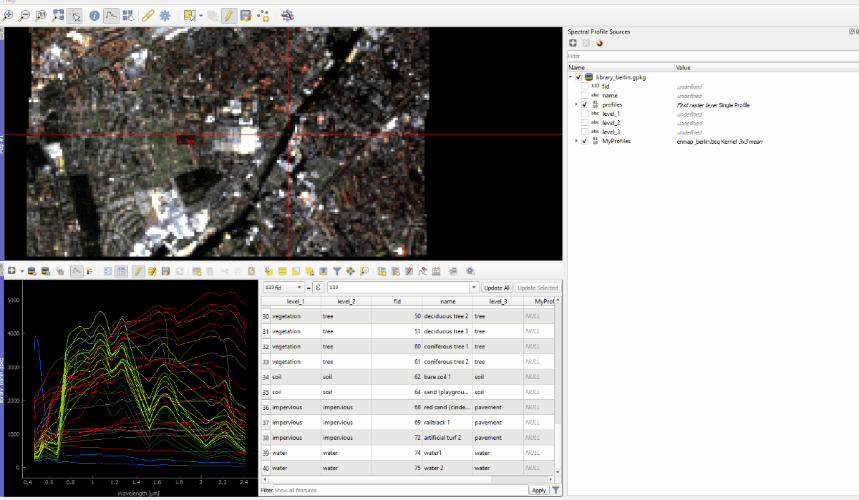 Spectral Profile Sources
Filter
Name Value
library_berlin.gpkg
123 fid undefined
abc name undefined
profiles First raster layer Single Profile
abc level_1 undefined
abc level_2 undefined
abc level_3 undefined
MyProfiles enmap_berlin.bsq Kernel 3x3 mean
123 fid = ε 123 Update All Update Selected
level_1 level_2 fid name level_3 MyProf
30 vegetation tree 50 deciduous tree 2 tree NULL
31 vegetation tree 51 deciduous tree 3 tree NULL
32 vegetation tree 60 coniferous tree 1 tree NULL
33 vegetation tree 61 coniferous tree 2 tree NULL
34 soil soil 62 bare soil 1 soil NULL
35 soil soil 64 sand (playgrou... soil NULL
36 impervious impervious 66 red sand (cinde... pavement NULL
37 impervious impervious 69 railtrack 1 pavement NULL
38 impervious impervious 72 artificial turf 2 pavement NULL
39 water water 74 water1 water NULL
40 water water 75 water 2 water NULL
5000
4000
3000
2000
1000
0
0.4 0.6 0.8 1 1.2 1.4 1.6 1.8 2 2.2 2.4
Wavelength [µm]
Filter Show all features Apply